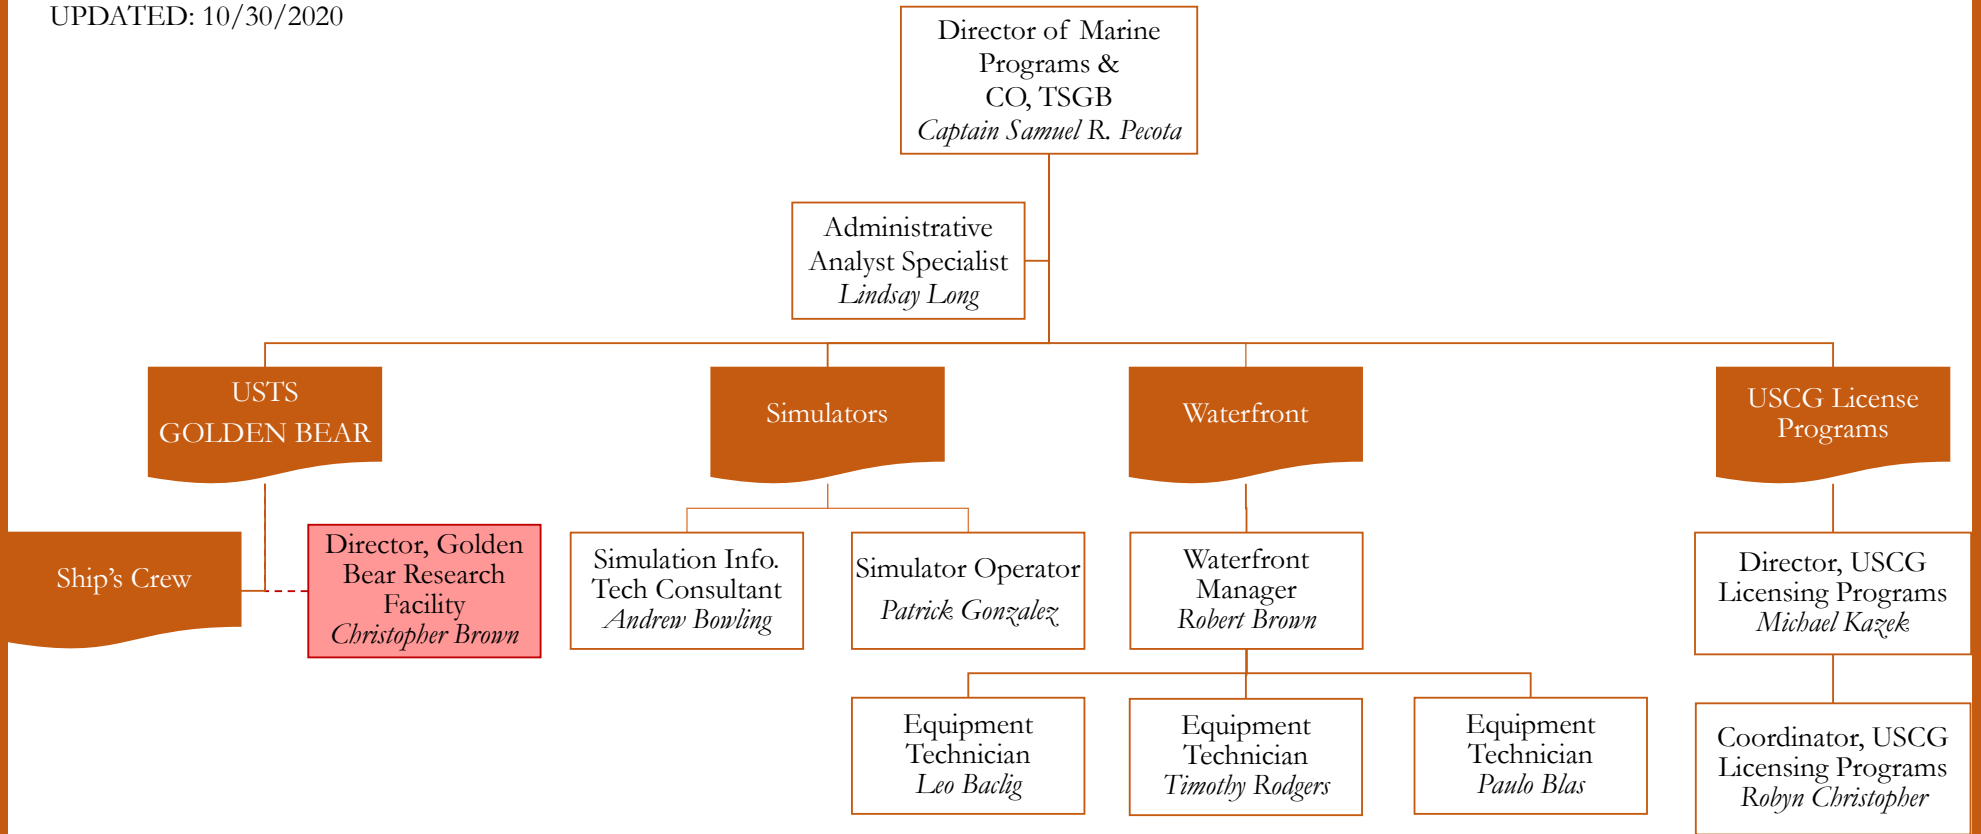 UPDATED: 10/30/2020
Director of Marine
Programs &
CO, TSGB
Captain Samuel R. Pecota
Administrative
Analyst Specialist
Lindsay Long
USTS
GOLDEN BEAR
Simulators
Waterfront
USCG License
Programs
Ship's Crew
Director, Golden
Bear Research
Facility
Christopher Brown
Simulation Info.
Tech Consultant
Andrew Bowling
Simulator Operator
Patrick Gonzalez
Waterfront
Manager
Robert Brown
Director, USCG
Licensing Programs
Michael Kazek
Equipment
Technician
Leo Baclig
Equipment
Technician
Timothy Rodgers
Equipment
Technician
Paulo Blas
Coordinator, USCG
Licensing Programs
Robyn Christopher